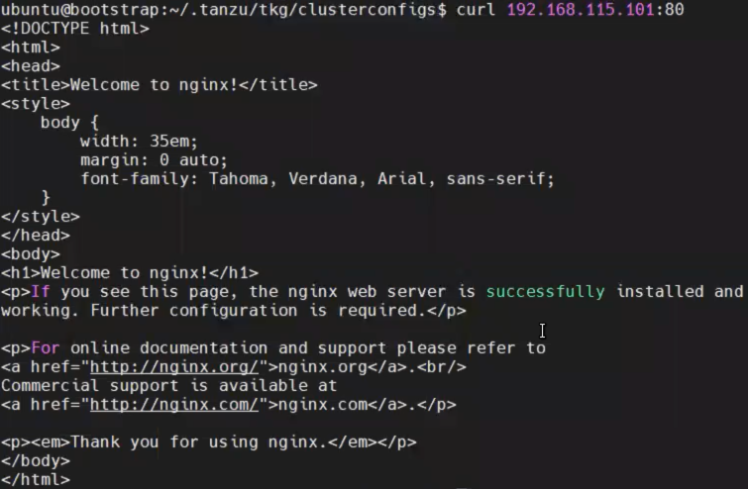 ubuntu@bootstrap:~/.tanzu/tkg/clusterconfigs$ curl 192.168.115.101:80
<!DOCTYPE html>
<html>
<head>
<title>Welcome to nginx!</title>
<style>
    body {
        width: 35em;
        margin: 0 auto;
        font-family: Tahoma, Verdana, Arial, sans-serif;
    }
</style>
</head>
<body>
<h1>Welcome to nginx!</h1>
<p>If you see this page, the nginx web server is successfully installed and
working. Further configuration is required.</p>

<p>For online documentation and support please refer to
<a href="http://nginx.org/">nginx.org</a>.<br/>
Commercial support is available at
<a href="http://nginx.com/">nginx.com</a>.</p>

<p><em>Thank you for using nginx.</em></p>
</body>
</html>